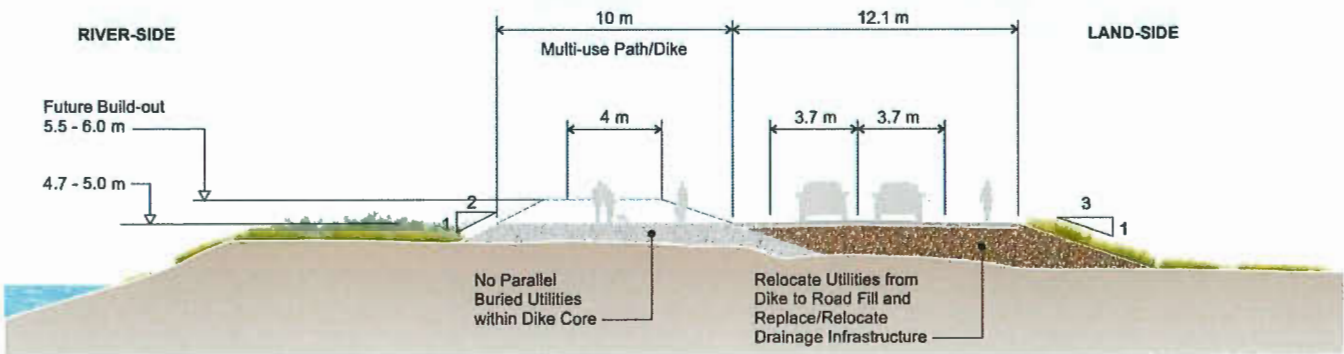 RIVER-SIDE
10 m
12.1 m
LAND-SIDE
Multi-use Path/Dike
Future Build-out
5.5 - 6.0 m
4 m
3.7 m
3.7 m
4.7 - 5.0 m
2
1
3
1
No Parallel
Buried Utilities
within Dike Core
Relocate Utilities from
Dike to Road Fill and
Replace/Relocate
Drainage Infrastructure